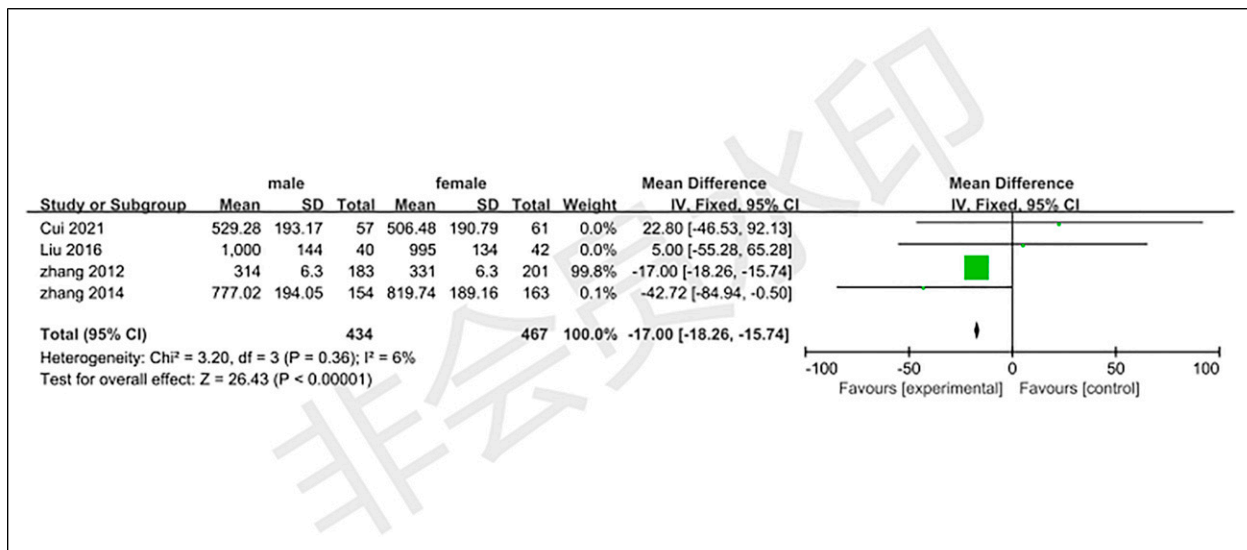 male female Mean Difference Mean Difference
Study or Subgroup Mean SD Total Mean SD Total Weight IV, Fixed, 95% CI IV, Fixed, 95% CI
Cui 2021 529.28 193.17 57 506.48 190.79 61 0.0% 22.80 [-46.53, 92.13]
Liu 2016 1,000 144 40 995 134 42 0.0% 5.00 [-55.28, 65.28]
zhang 2012 314 6.3 183 331 6.3 201 99.8% -17.00 [-18.26, -15.74]
zhang 2014 777.02 194.05 154 819.74 189.16 163 0.1% -42.72 [-84.94, -0.50]
Total (95% CI) 434 467 100.0% -17.00 [-18.26, -15.74]
Heterogeneity: Chi² = 3.20, df = 3 (P = 0.36); I² = 6%
Test for overall effect: Z = 26.43 (P < 0.00001)
-100 -50 0 50 100
Favours [experimental] Favours [control]
非会员水印